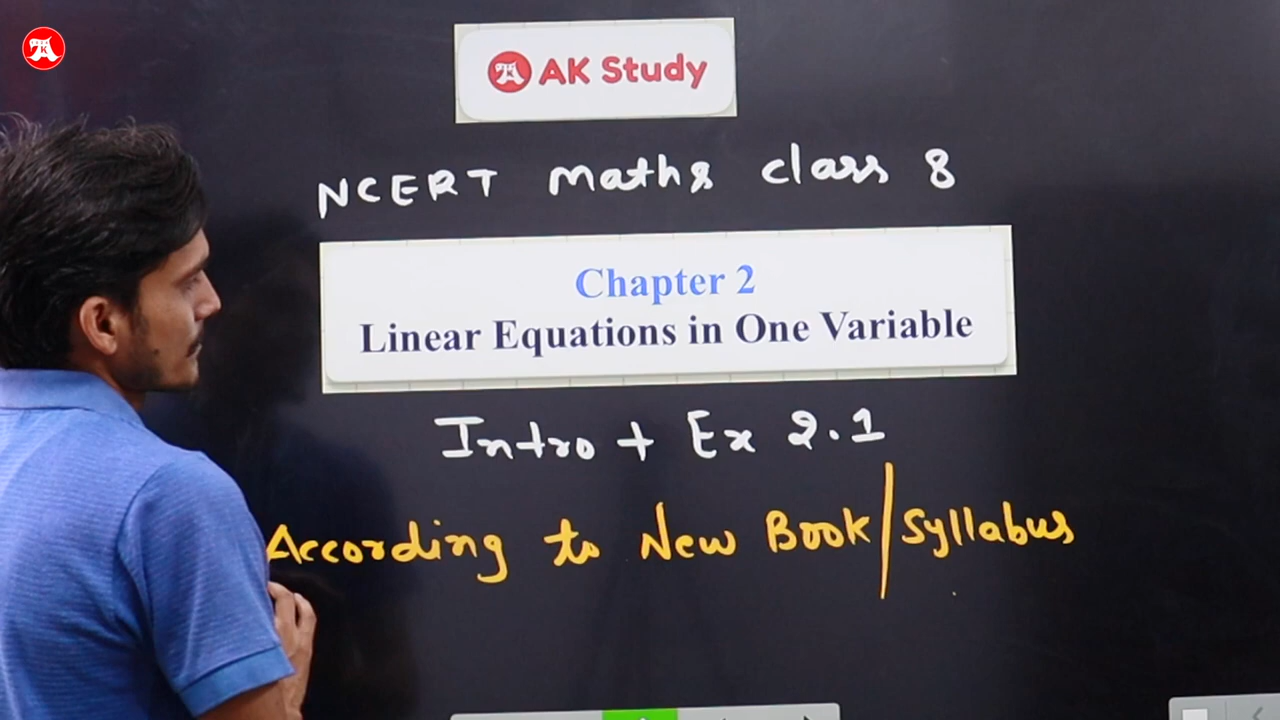 AK Study
NCERT maths class 8
Chapter 2
Linear Equations in One Variable
Intro + Ex 2.1
According to New Book/Syllabus